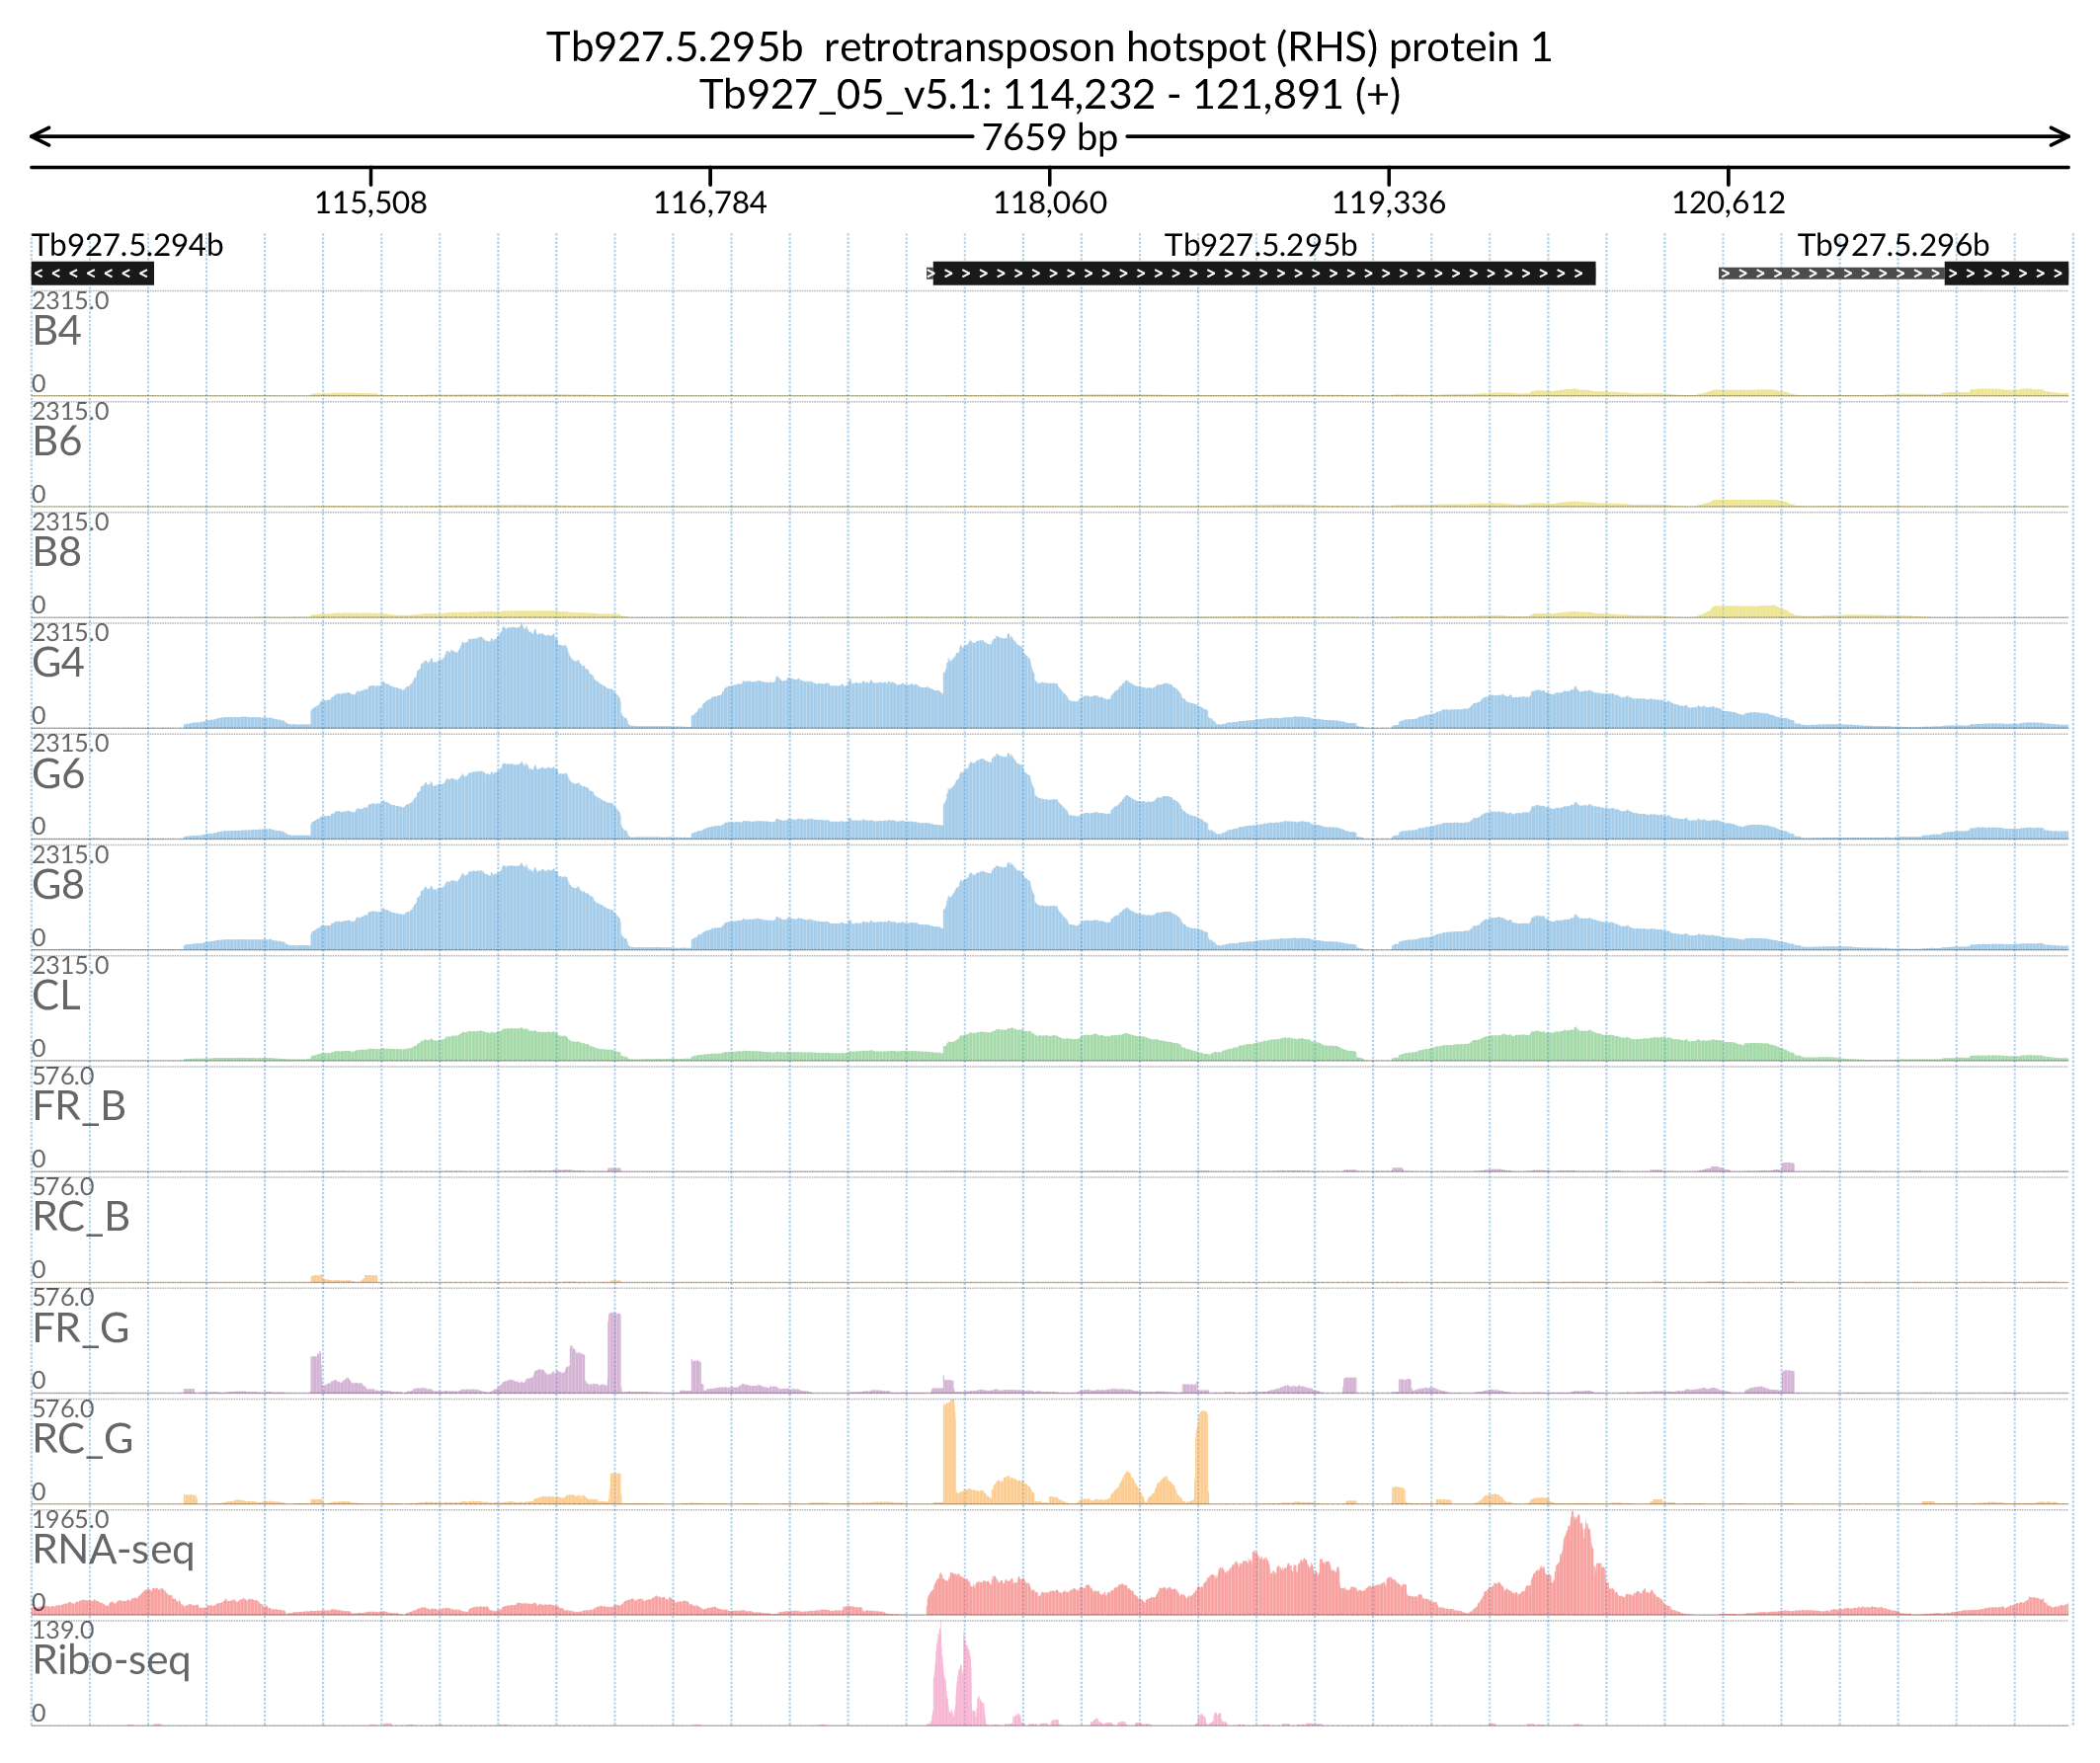 Tb927.5.295b  retrotransposon hotspot (RHS) protein 1
Tb927_05_v5.1: 114,232 - 121,891 (+)
7659 bp
115,508 116,784 118,060 119,336 120,612
Tb927.5.294b Tb927.5.295b Tb927.5.296b
2315.0
B4
0
2315.0
B6
0
2315.0
B8
0
2315.0
G4
0
2315.0
G6
0
2315.0
G8
0
2315.0
CL
0
576.0
FR_B
0
576.0
RC_B
0
576.0
FR_G
0
576.0
RC_G
0
1965.0
RNA-seq
0
139.0
Ribo-seq
0